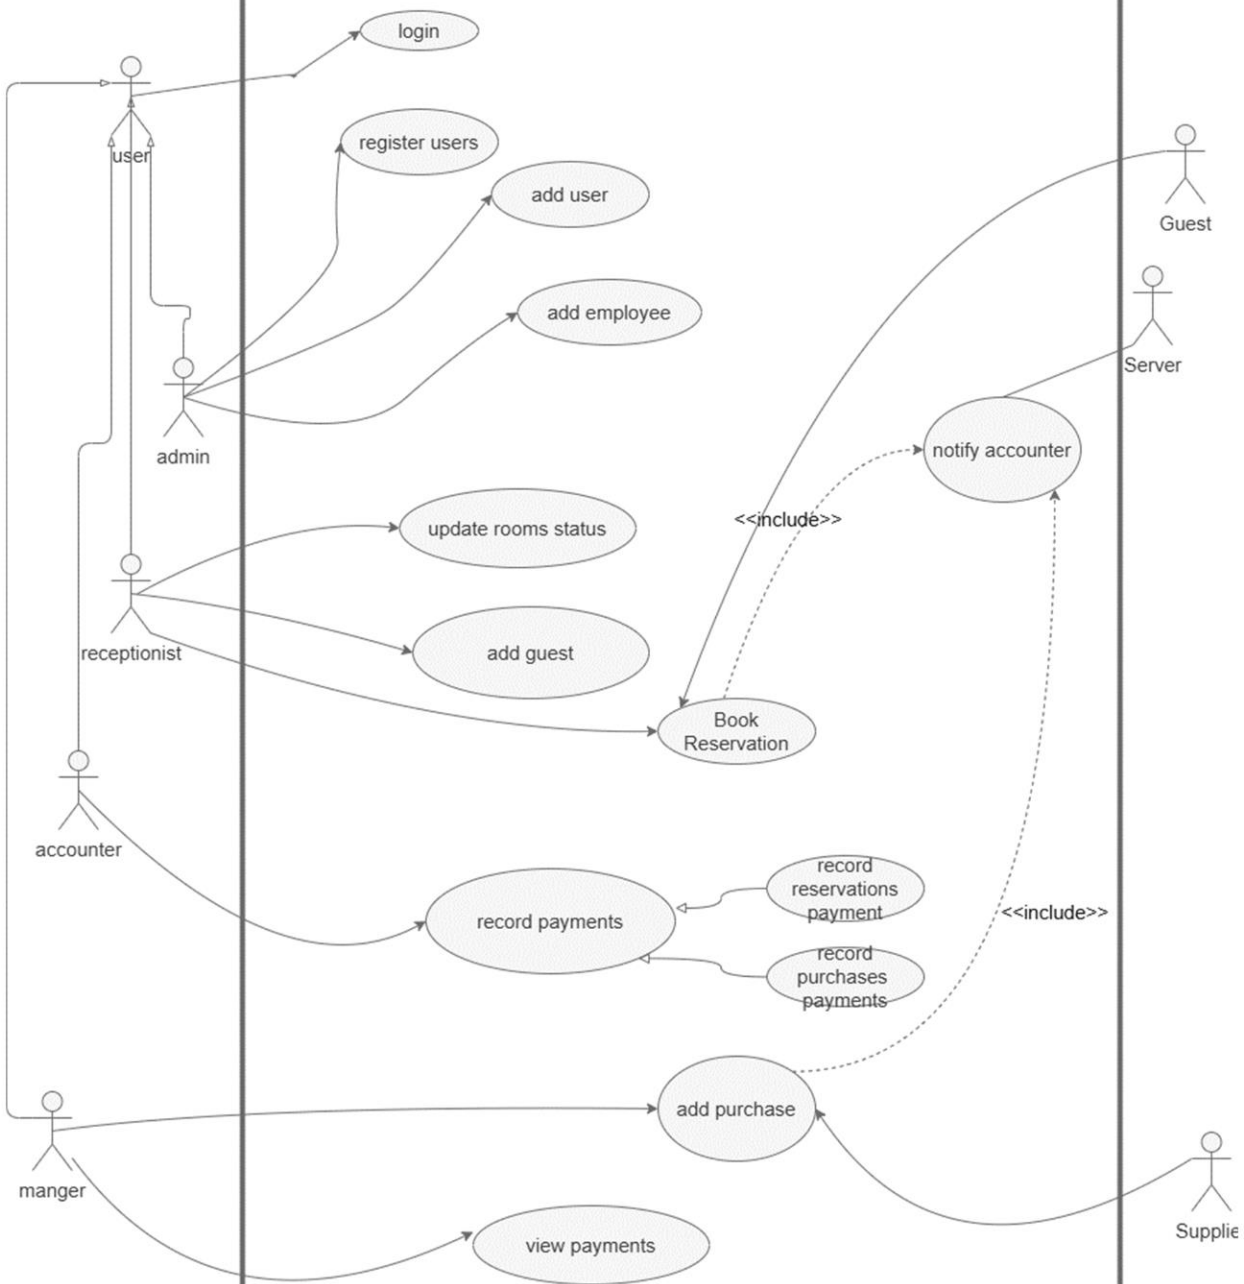 login
user
register users
add user
Guest
add employee
Server
admin
notify accounter
<<include>>
update rooms status
receptionist
add guest
Book
Reservation
accounter
record
reservations
payment
record payments
<<include>>
record
purchases
payments
add purchase
manger
Supplie
view payments